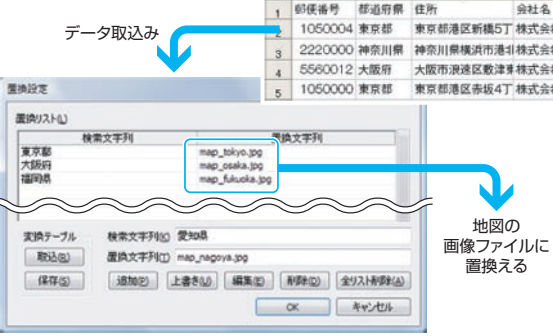 1 郵便番号 都道府県 住所 会社名
データ取込み
2 1050004 東京都 東京都港区新橋5丁 株式会
3 2220000 神奈川県 神奈川県横浜市港北 株式会
4 5560012 大阪府 大阪市浪速区敷津東 株式会
5 1050000 東京都 東京都港区赤坂4丁 株式会
置換設定
置換リスト(L)
検索文字列 置換文字列
東京都 map_tokyo.jpg
大阪府 map_osaka.jpg
福岡県 map_fukuoka.jpg
地図の
画像ファイルに
置換える
変換テーブル 検索文字列(K) 愛知県
取込(R) 置換文字列(T) map_nagoya.jpg
保存(S) 追加(P) 上書き(U) 編集(E) 削除(D) 全リスト削除(A)
OK キャンセル